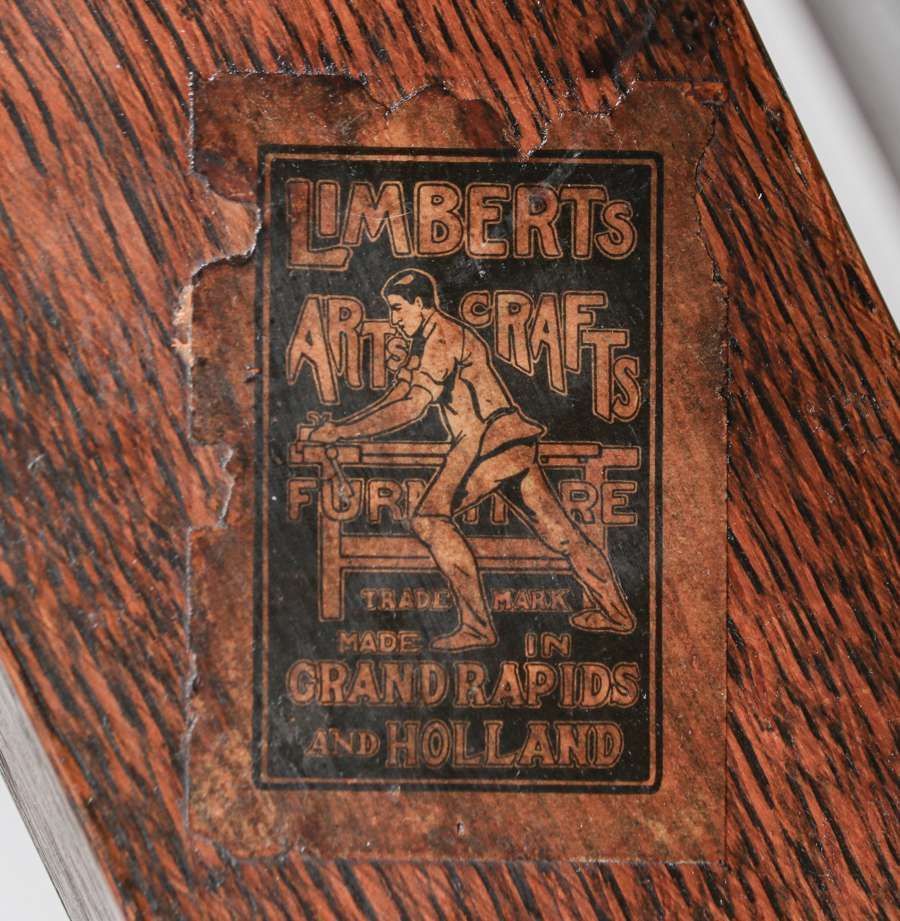 LIMBERTS
ARTS CRAFTS
FURNITURE
TRADE MARK
MADE IN
GRAND RAPIDS
AND HOLLAND